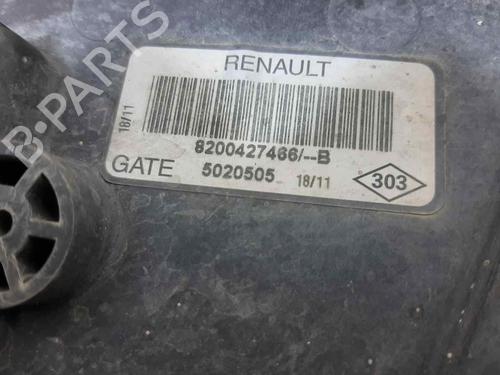 B-PARTS
RENAULT
18/11
8200427466/--B
GATE 5020505 18/11 303